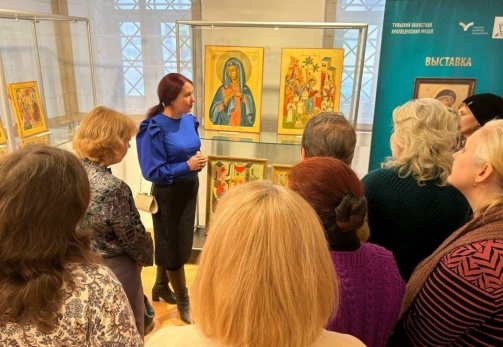 ТУЛЬСКИЙ ОБЛАСТНОЙ
КРАЕВЕДЧЕСКИЙ МУЗЕЙ
ВЫСТАВКА